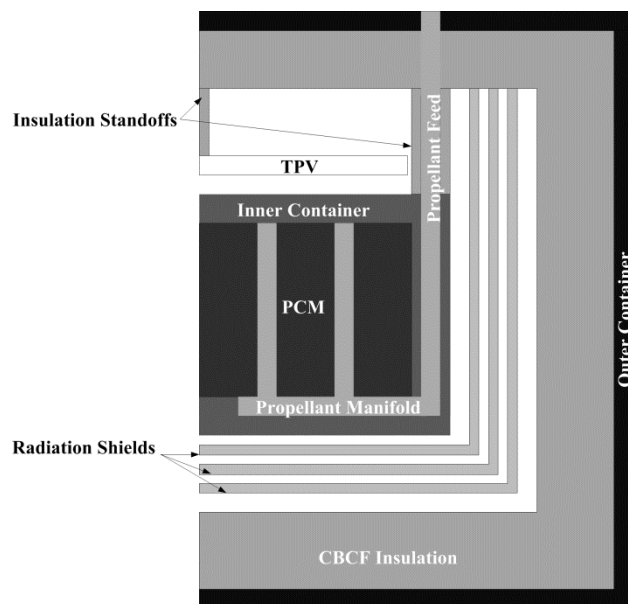 Insulation Standoffs
TPV
Propellant Feed
Inner Container
PCM
Outer Container
Propellant Manifold
Radiation Shields
CBCF Insulation